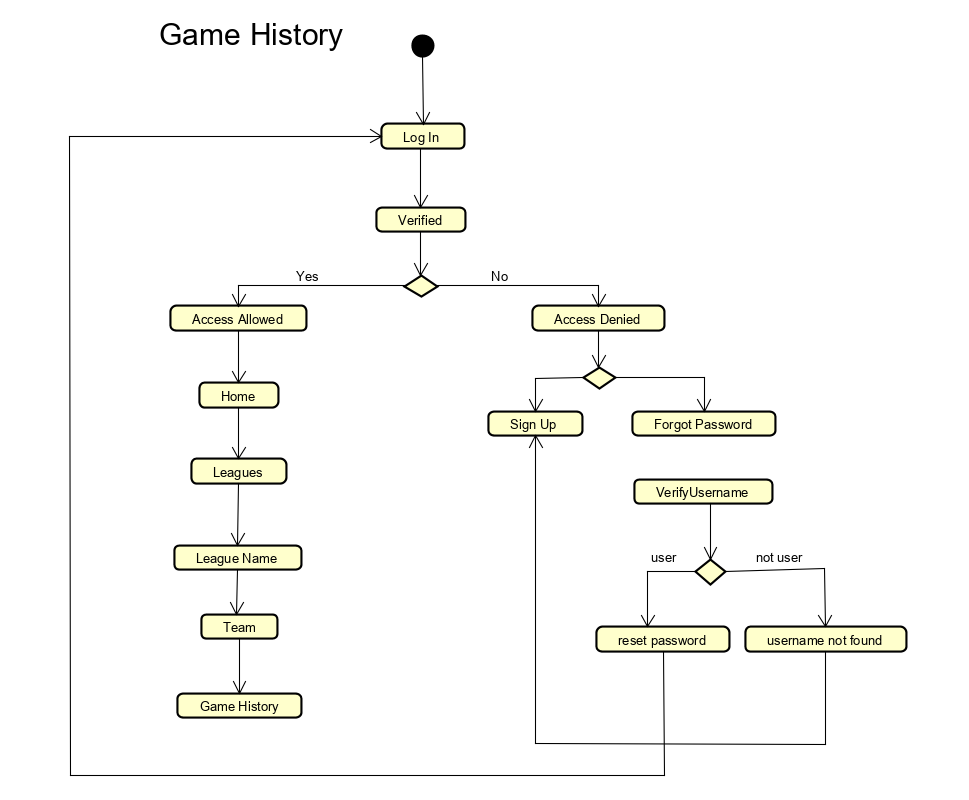 Game History
Log In
Verified
Yes
No
Access Allowed
Access Denied
Home
Sign Up
Forgot Password
Leagues
VerifyUsername
League Name
user
not user
Team
reset password
username not found
Game History